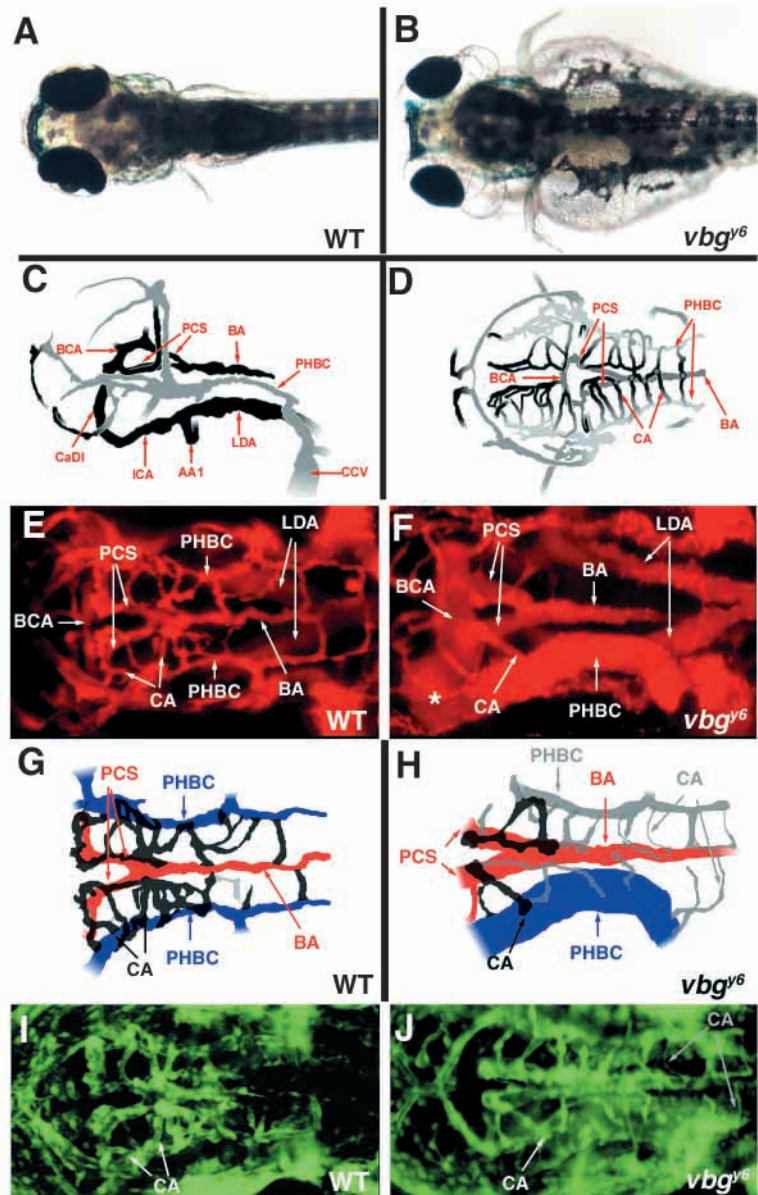 A
WT
B
vbgy6
C
PCS
BA
BCA
PHBC
CaDI
ICA
AA1
LDA
CCV
D
PCS
PHBC
BCA
CA
BA
E
LDA
PHBC
PCS
BCA
CA
PHBC
BA
WT
F
PCS
LDA
BA
BCA
*
CA
PHBC
vbgy6
G
PCS
PHBC
CA
PHBC
BA
WT
H
PHBC
BA
CA
PCS
CA
PHBC
vbgy6
I
CA
WT
J
CA
CA
vbgy6